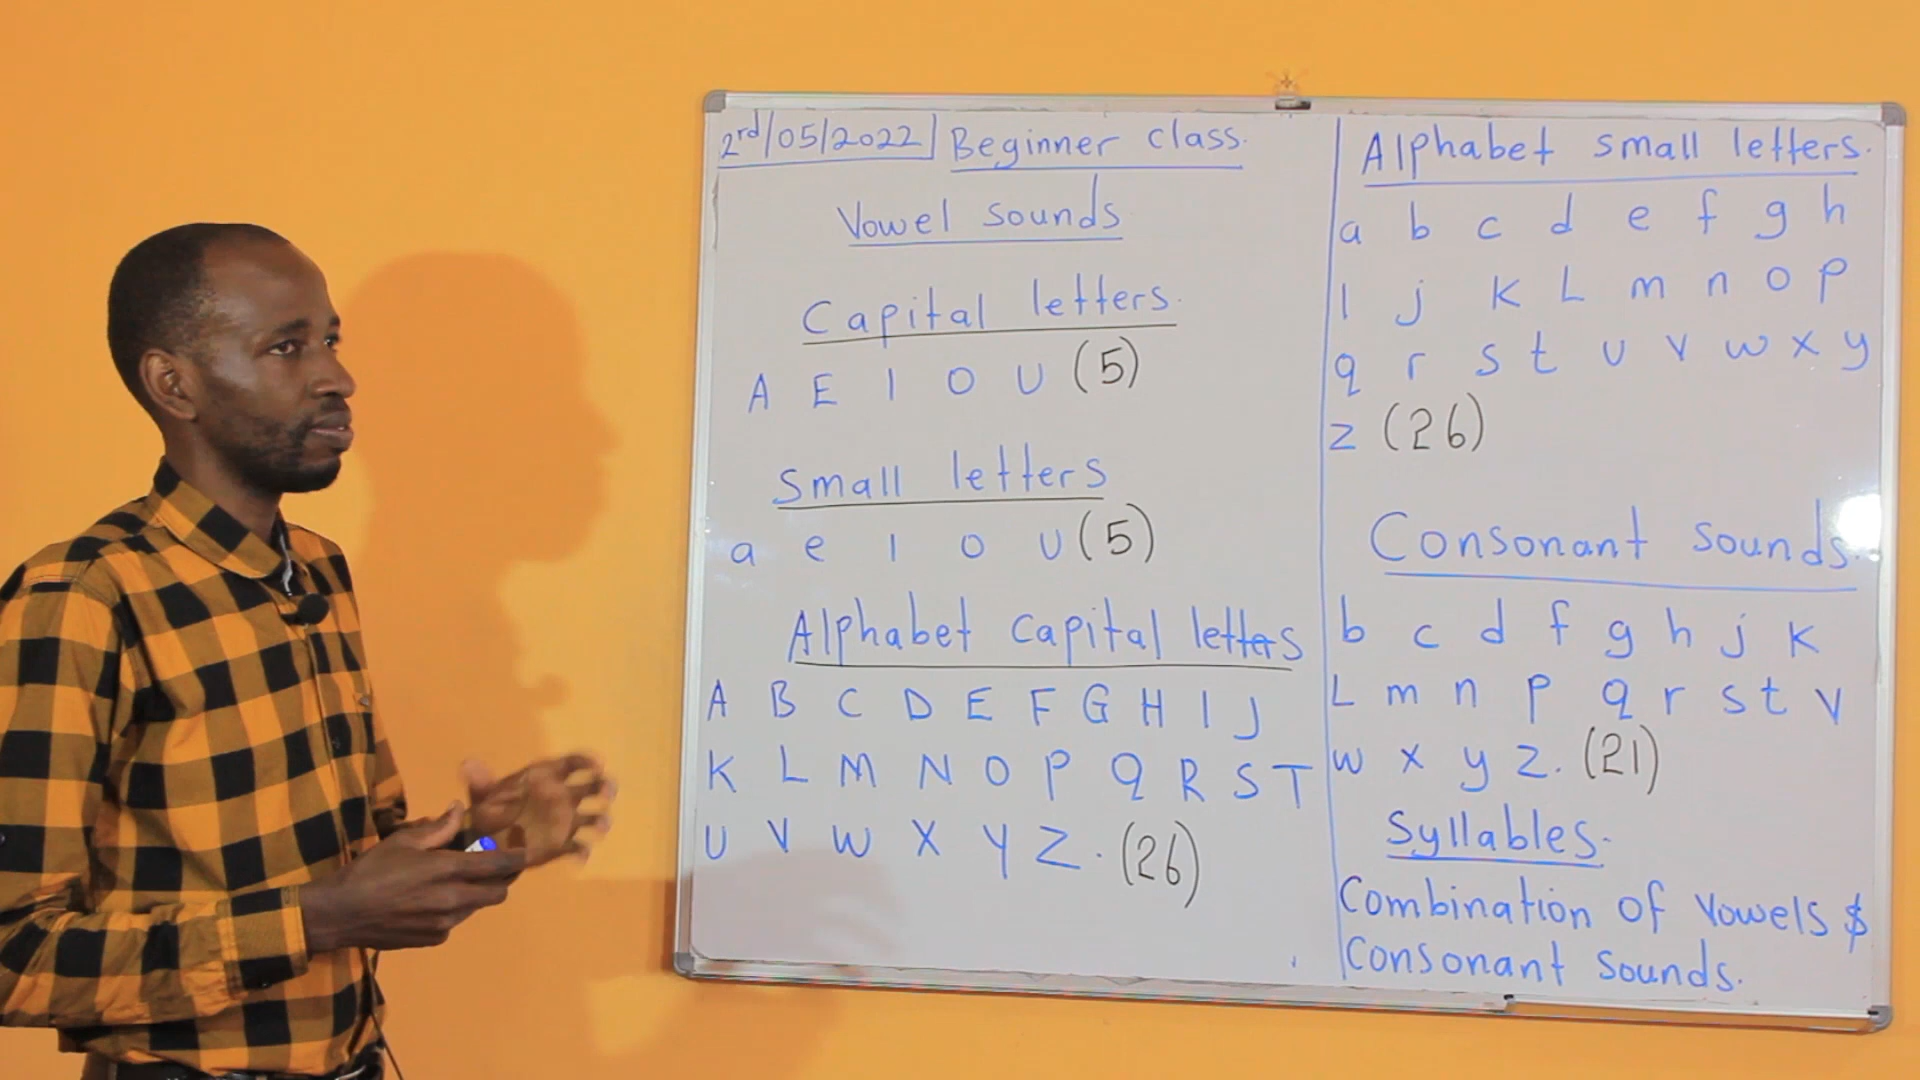 2rd/05/2022 Beginner class.
Vowel sounds
Capital letters.
A E I O U (5)
Small letters
a e I o U (5)
Alphabet capital letters
A B C D E F G H I J
K L M N O P Q R S T
U V W X Y Z. (26)
Alphabet small letters.
a b c d e f g h
I j k L m n o p
q r s t u v w x y
z (26)
Consonant sounds.
b c d f g h j k
L m n p q r s t v
w x y z. (21)
Syllables.
Combination of vowels $
Consonant sounds.